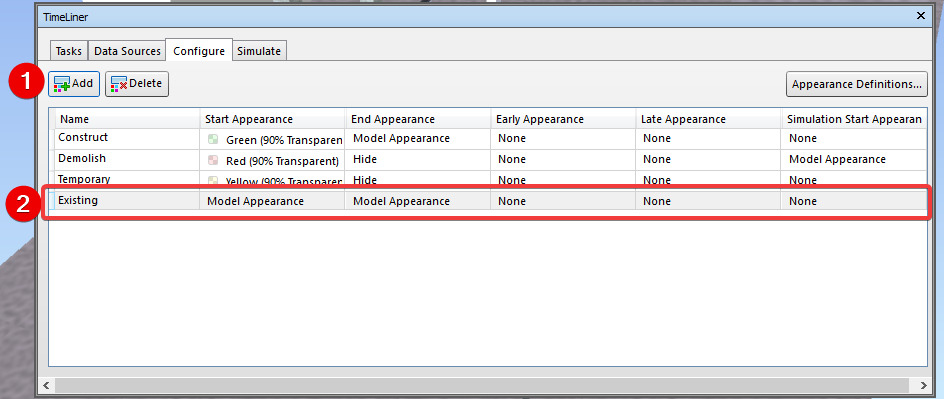 TimeLiner
Tasks Data Sources Configure Simulate
1 Add Delete Appearance Definitions...
Name Start Appearance End Appearance Early Appearance Late Appearance Simulation Start Appearan
Construct Green (90% Transparen Model Appearance None None None
Demolish Red (90% Transparent) Hide None None Model Appearance
Temporary Yellow (90% Transparen Hide None None None
2 Existing Model Appearance Model Appearance None None None